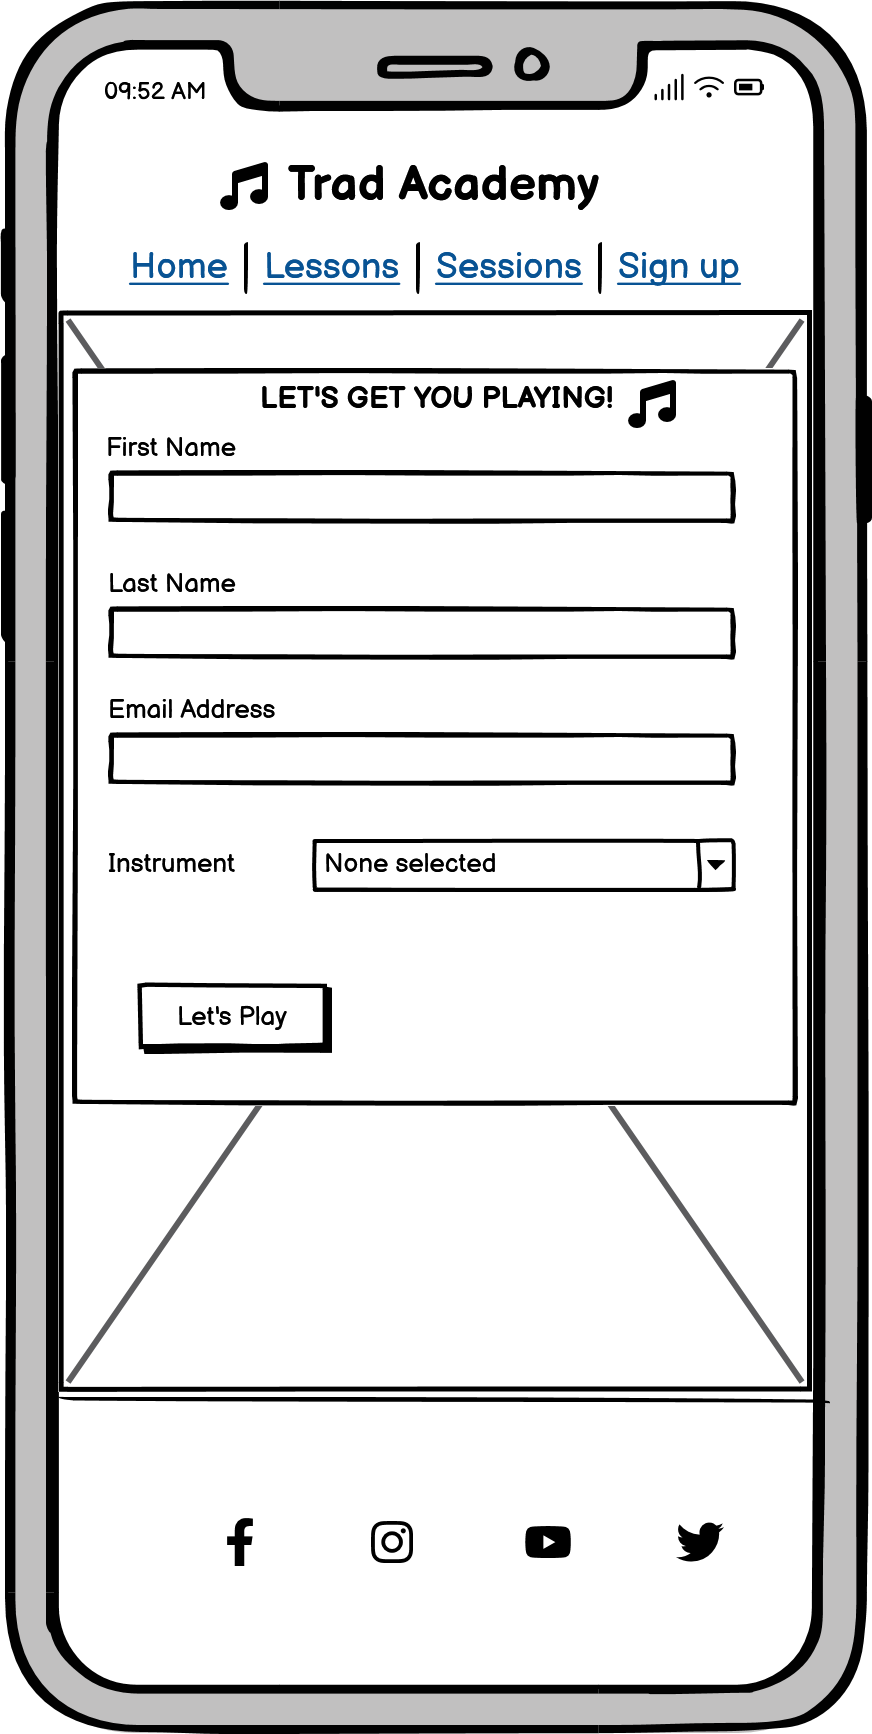 09:52 AM
Trad Academy
Home | Lessons | Sessions | Sign up
LET'S GET YOU PLAYING!
First Name
Last Name
Email Address
Instrument None selected
Let's Play